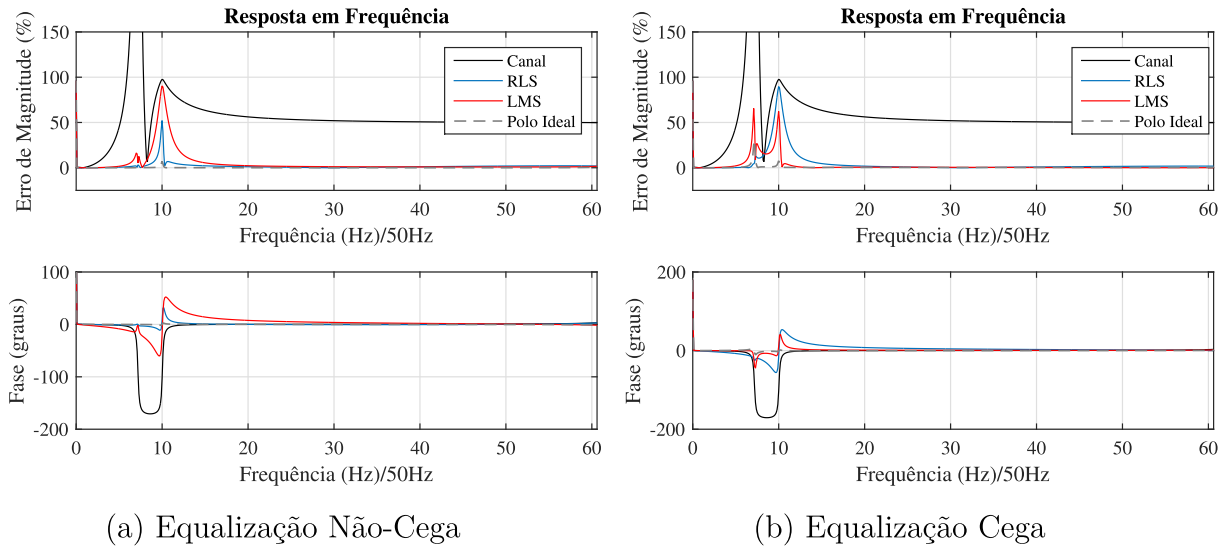 Resposta em Frequência
Erro de Magnitude (%)
150
100
50
0
Canal
RLS
LMS
Polo Ideal
0
10
20
30
40
50
60
Frequência (Hz)/50Hz
Fase (graus)
100
0
-100
-200
0
10
20
30
40
50
60
Frequência (Hz)/50Hz
(a) Equalização Não-Cega
Resposta em Frequência
Erro de Magnitude (%)
150
100
50
0
Canal
RLS
LMS
Polo Ideal
0
10
20
30
40
50
60
Frequência (Hz)/50Hz
Fase (graus)
200
0
-200
0
10
20
30
40
50
60
Frequência (Hz)/50Hz
(b) Equalização Cega